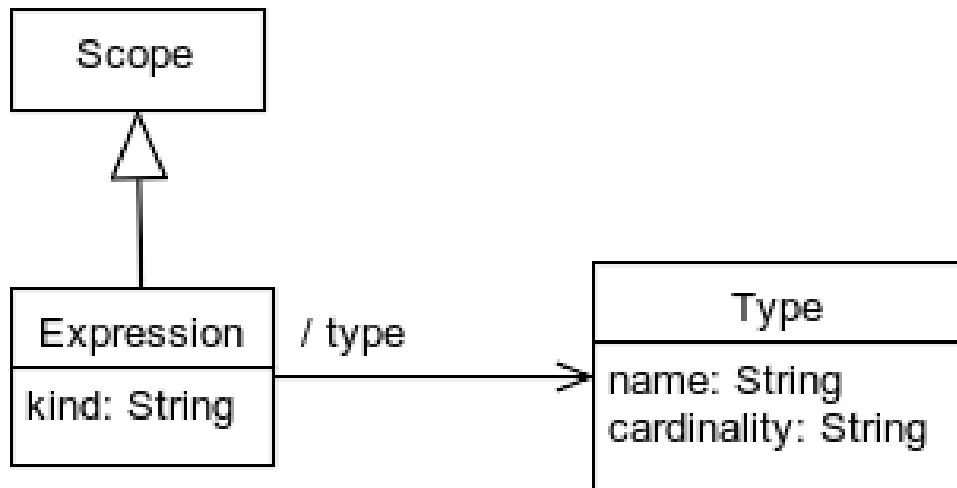 Scope
Expression
/ type
kind: String
Type
name: String
cardinality: String